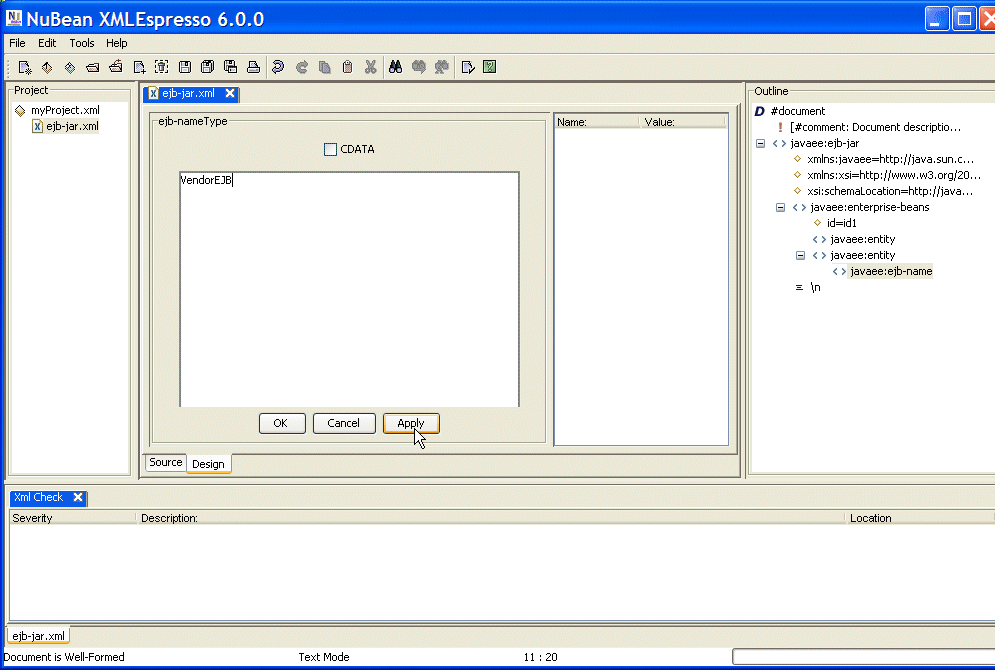 NuBean XMLEspresso 6.0.0
File Edit Tools Help
Project
myProject.xml
ejb-jar.xml
ejb-jar.xml
ejb-nameType
CDATA
VendorEJB
OK Cancel Apply
Source Design
Name: Value:
Outline
#document
[#comment: Document descriptio...
javaee:ejb-jar
xmlns:javaee=http://java.sun.c...
xmlns:xsi=http://www.w3.org/20...
xsi:schemaLocation=http://java...
javaee:enterprise-beans
id=id1
javaee:entity
javaee:entity
javaee:ejb-name
\n
Xml Check
Severity Description: Location
ejb-jar.xml
Document is Well-Formed Text Mode 11 : 20